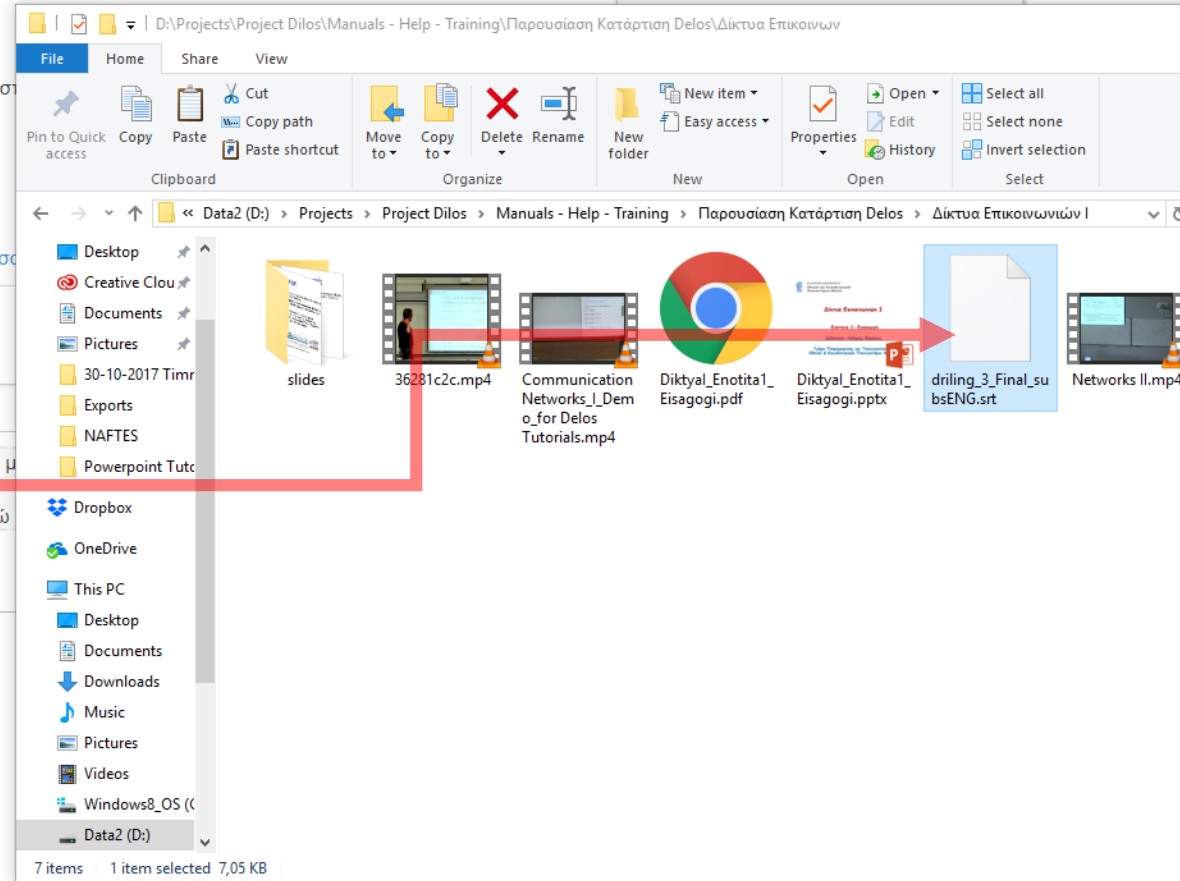 D:\Projects\Project Dilos\Manuals - Help - Training\Παρουσίαση Κατάρτιση Delos\Δίκτυα Επικοινων
File Home Share View
Pin to Quick access
Copy
Paste
Cut
Copy path
Paste shortcut
Move to
Copy to
Delete
Rename
New folder
New item
Easy access
Properties
Open
Edit
History
Select all
Select none
Invert selection
Clipboard Organize New Open Select
« Data2 (D:) › Projects › Project Dilos › Manuals - Help - Training › Παρουσίαση Κατάρτιση Delos › Δίκτυα Επικοινωνιών Ι
Desktop
Creative Clou
Documents
Pictures
30-10-2017 Timr
Exports
NAFTES
Powerpoint Tuto
Dropbox
OneDrive
This PC
Desktop
Documents
Downloads
Music
Pictures
Videos
Windows8_OS (C
Data2 (D:)
slides
36281c2c.mp4
Communication
Networks_I_Dem
o_for Delos
Tutorials.mp4
DiktyaI_Enotita1_
Eisagogi.pdf
DiktyaI_Enotita1_
Eisagogi.pptx
driling_3_Final_su
bsENG.srt
Networks II.mp4
7 items 1 item selected 7,05 KB